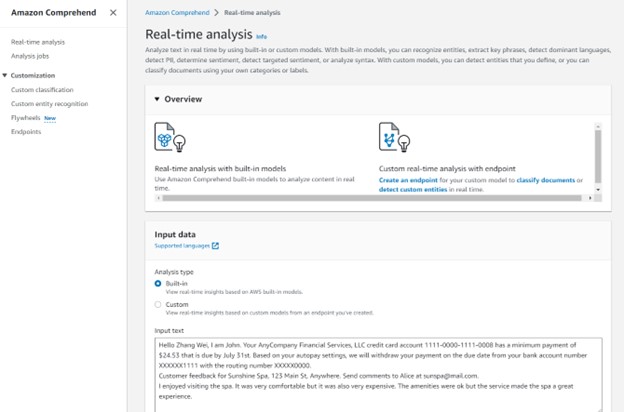 Amazon Comprehend
Real-time analysis
Analysis jobs
Customization
Custom classification
Custom entity recognition
Flywheels New
Endpoints
Amazon Comprehend > Real-time analysis
Real-time analysis Info
Analyze text in real time by using built-in or custom models. With built-in models, you can recognize entities, extract key phrases, detect dominant languages,
detect PII, determine sentiment, detect targeted sentiment, or analyze syntax. With custom models, you can detect entities that you define, or you can
classify documents using your own categories or labels.
Overview
Real-time analysis with built-in models
Use Amazon Comprehend built-in models to analyze content in real
time.
Custom real-time analysis with endpoint
Create an endpoint for your custom model to classify documents or
detect custom entities in real time.
Input data
Supported languages
Analysis type
Built-in
View real-time insights based on AWS built-in models.
Custom
View real-time insights based on custom models from an endpoint you've created.
Input text
Hello Zhang Wei, I am John. Your AnyCompany Financial Services, LLC credit card account 1111-0000-1111-0008 has a minimum payment of
$24.53 that is due by July 31st. Based on your autopay settings, we will withdraw your payment on the due date from your bank account number
XXXXXX1111 with the routing number XXXXX0000.
Customer feedback for Sunshine Spa, 123 Main St, Anywhere. Send comments to Alice at sunspa@mail.com.
I enjoyed visiting the spa. It was very comfortable but it was also very expensive. The amenities were ok but the service made the spa a great
experience.